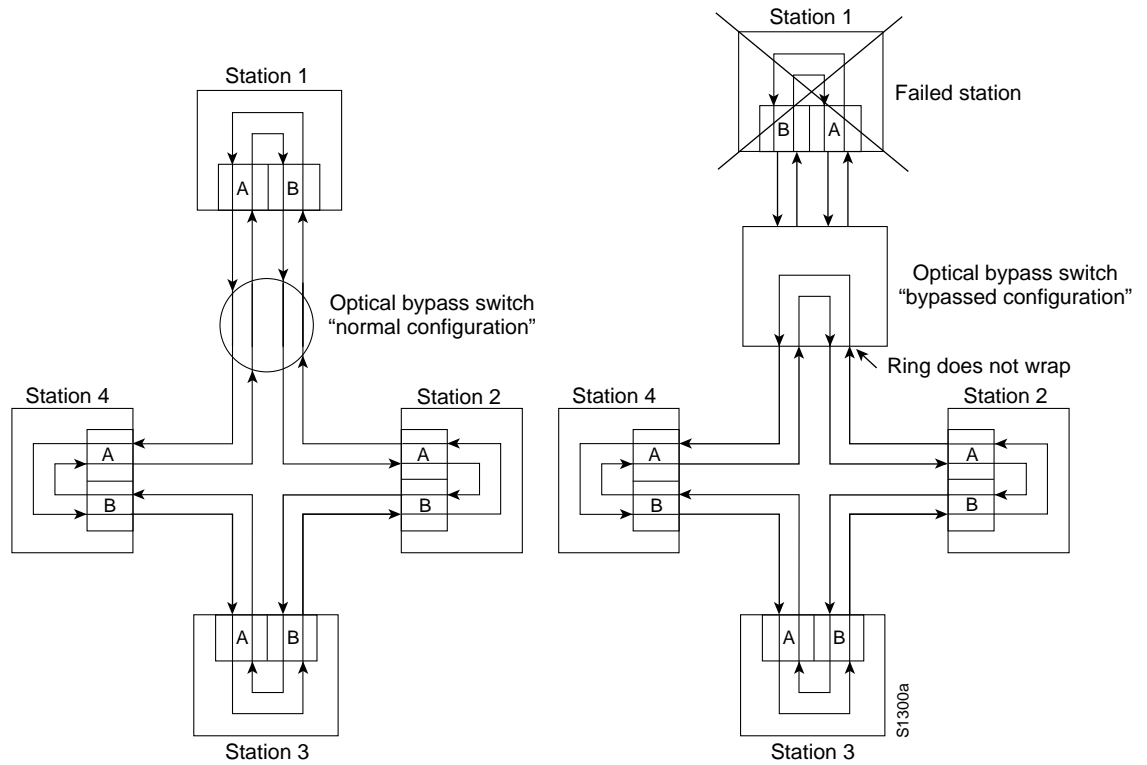 Station 1
A B
Optical bypass switch
“normal configuration”
Station 4
A
B
Station 2
A
B
A B
Station 3
Station 1
Failed station
B A
Optical bypass switch
“bypassed configuration”
Ring does not wrap
Station 4
A
B
Station 2
A
B
A B
Station 3
S1300a